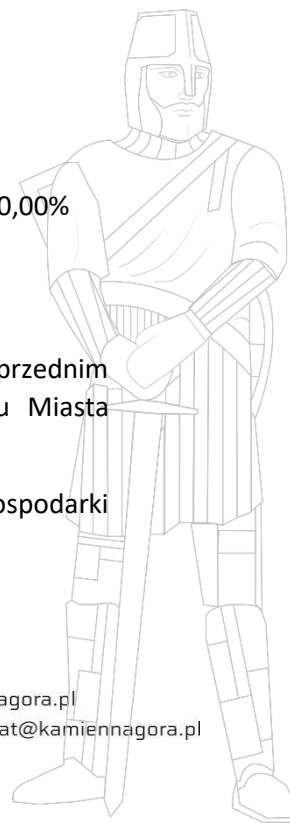 0,00%
przednim
u Miasta
ospodarki
agora.pl
at@kamiennagora.pl